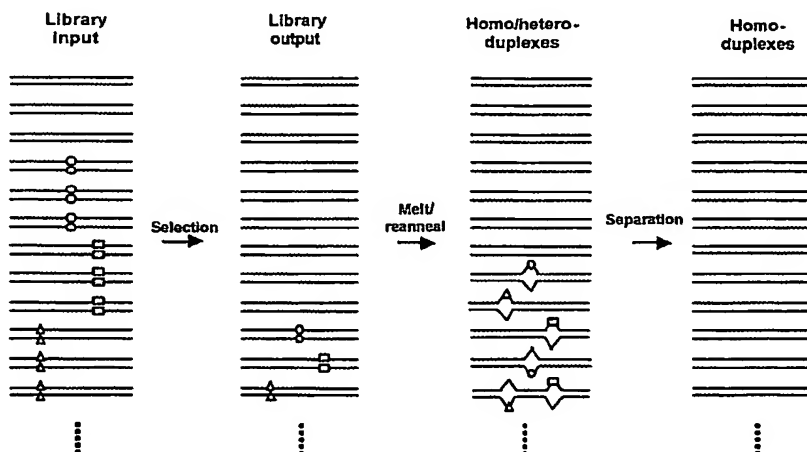 Library
input
Library
output
Homo/hetero-
duplexes
Homo-
duplexes
Selection
Melt/
reanneal
Separation